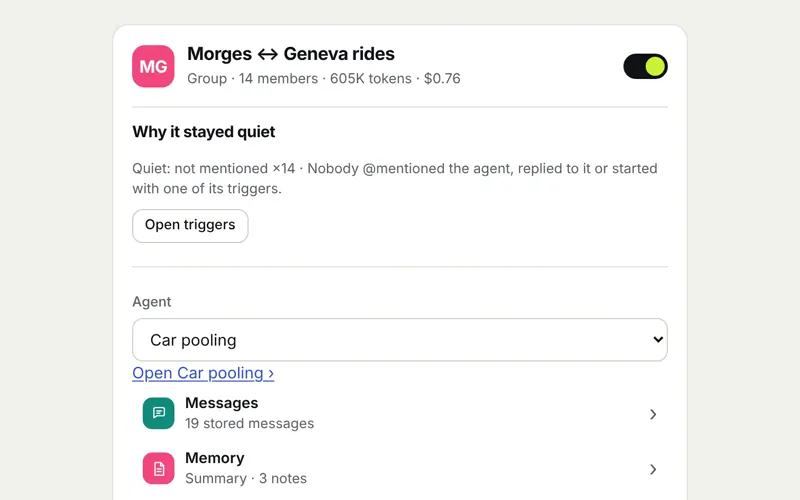 MG
Morges ↔ Geneva rides
Group · 14 members · 605K tokens · $0.76
Why it stayed quiet
Quiet: not mentioned ×14 · Nobody @mentioned the agent, replied to it or started
with one of its triggers.
Open triggers
Agent
Car pooling
Open Car pooling ›
Messages
19 stored messages
Memory
Summary · 3 notes